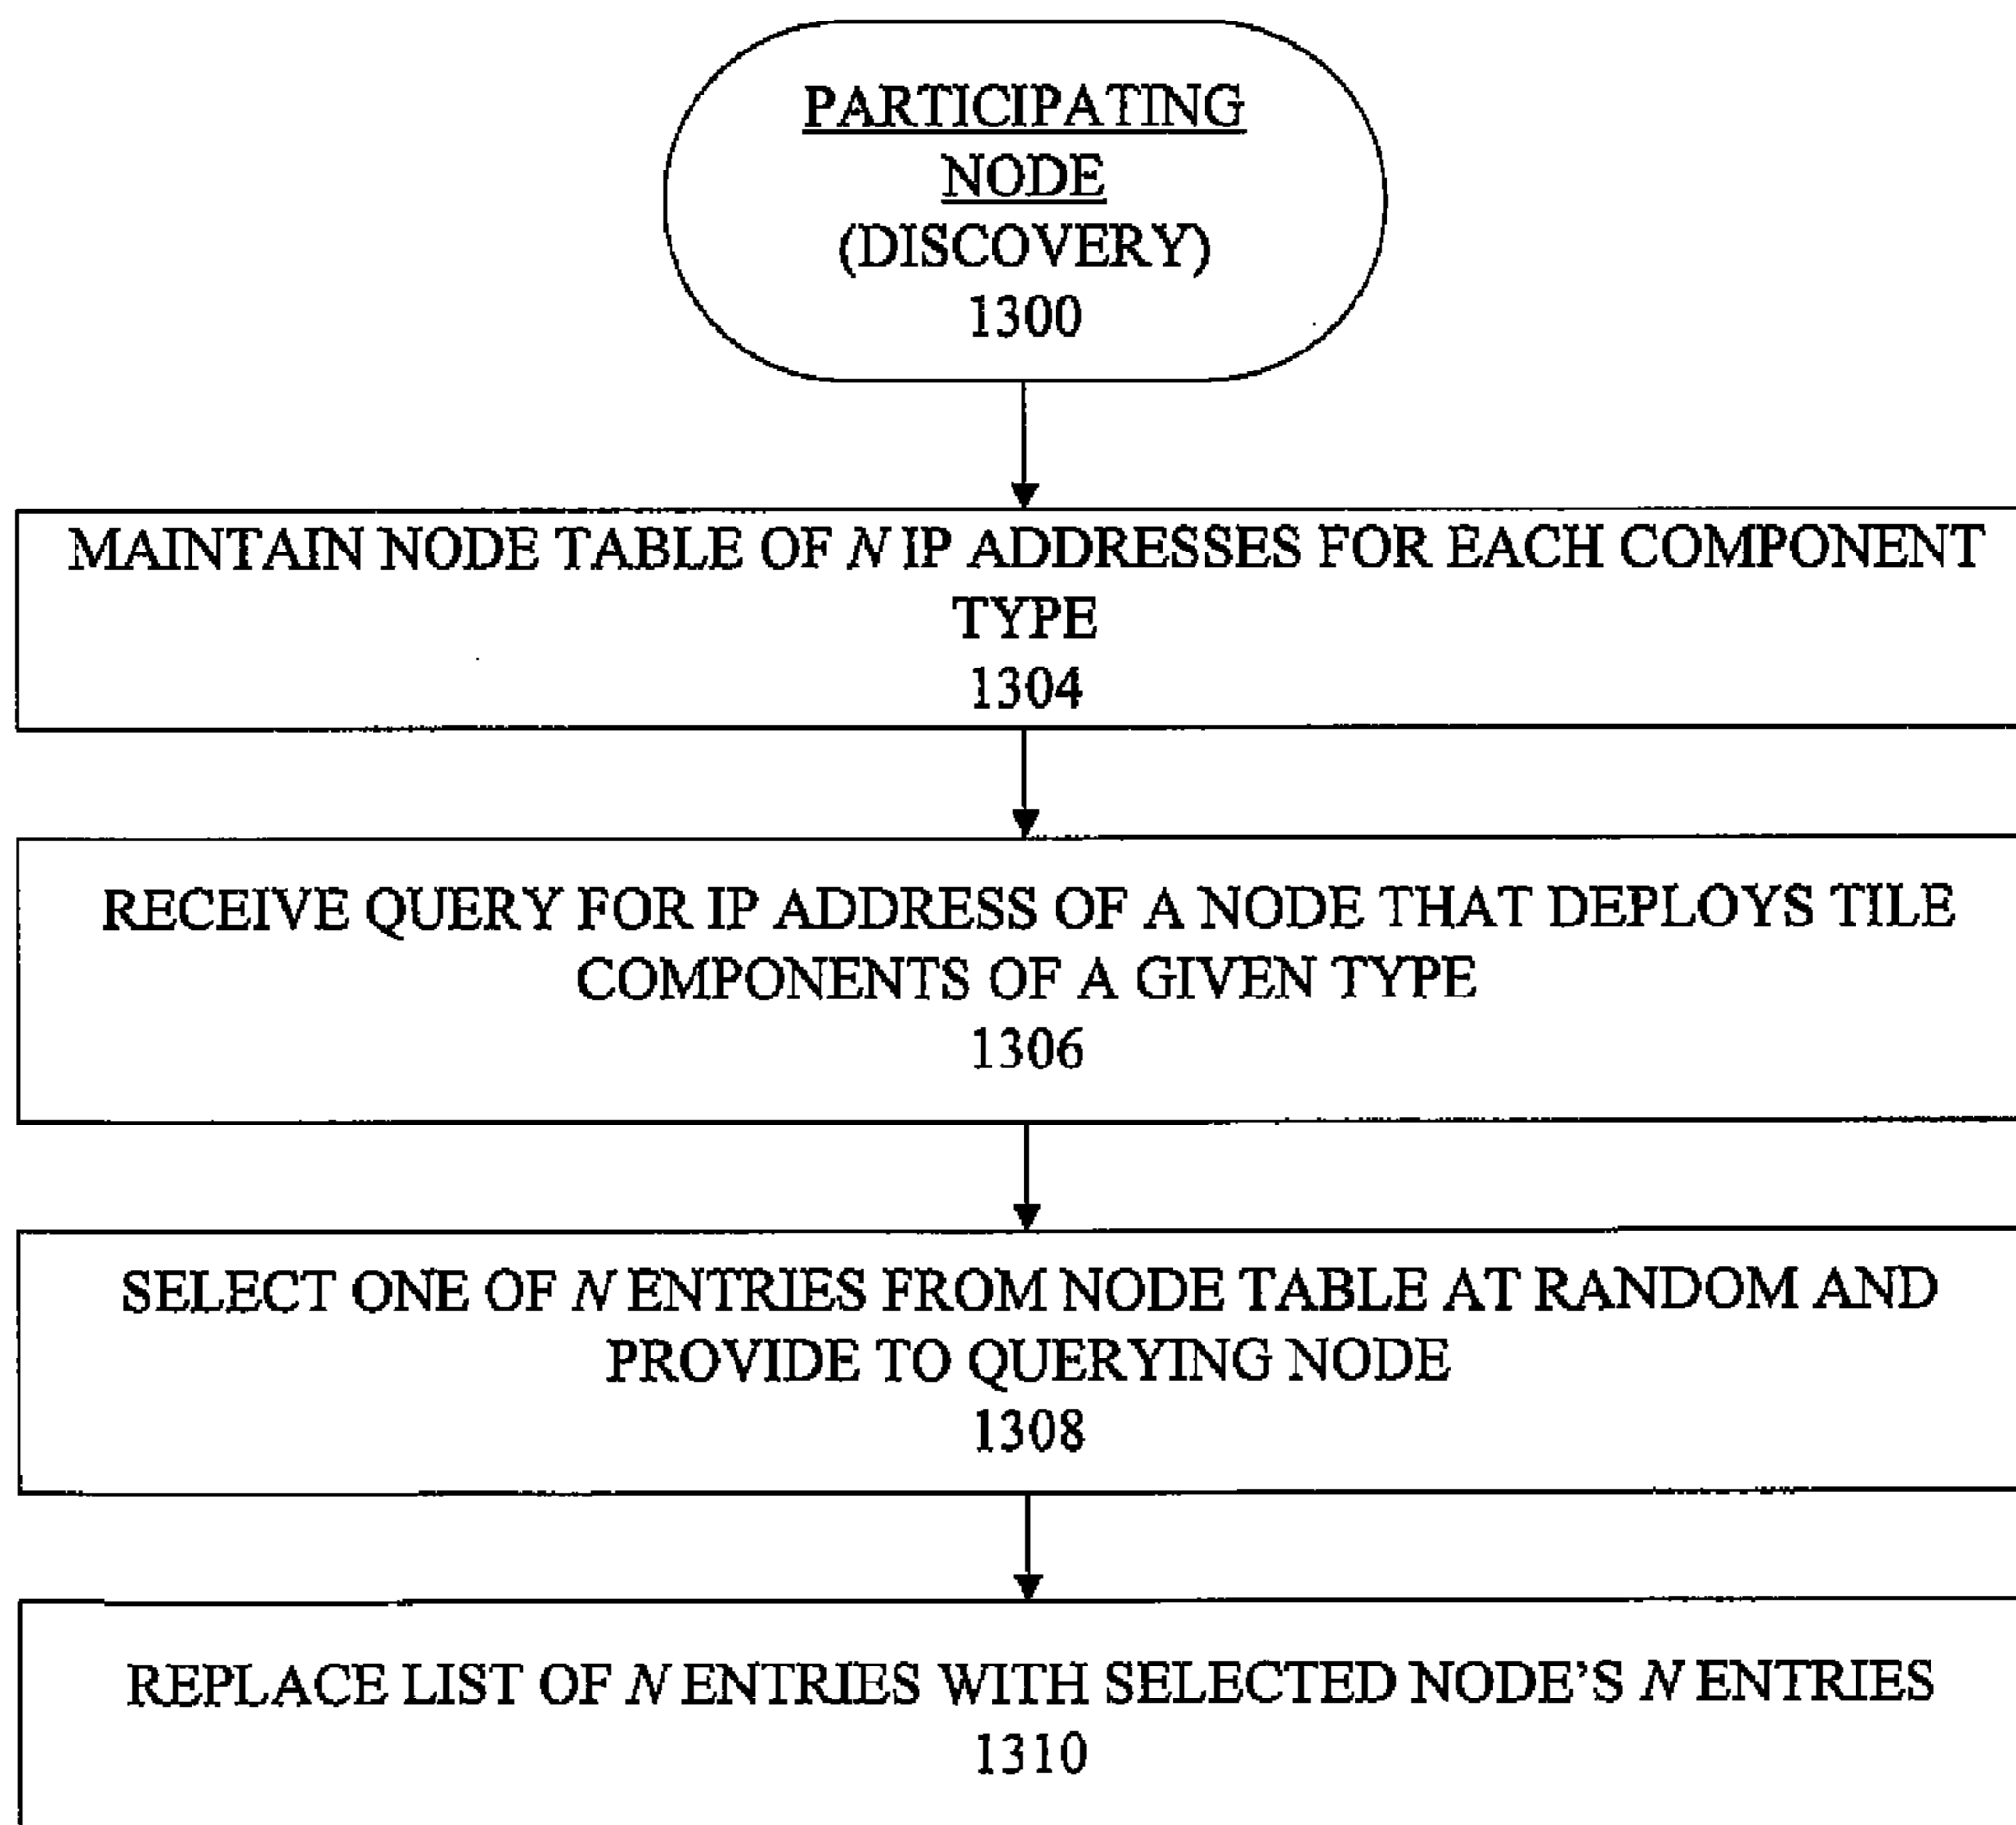 PARTICIPATING
NODE
(DISCOVERY)
1300
MAINTAIN NODE TABLE OF N IP ADDRESSES FOR EACH COMPONENT
TYPE
1304
RECEIVE QUERY FOR IP ADDRESS OF A NODE THAT DEPLOYS TILE
COMPONENTS OF A GIVEN TYPE
1306
SELECT ONE OF N ENTRIES FROM NODE TABLE AT RANDOM AND
PROVIDE TO QUERYING NODE
1308
REPLACE LIST OF N ENTRIES WITH SELECTED NODE'S N ENTRIES
1310